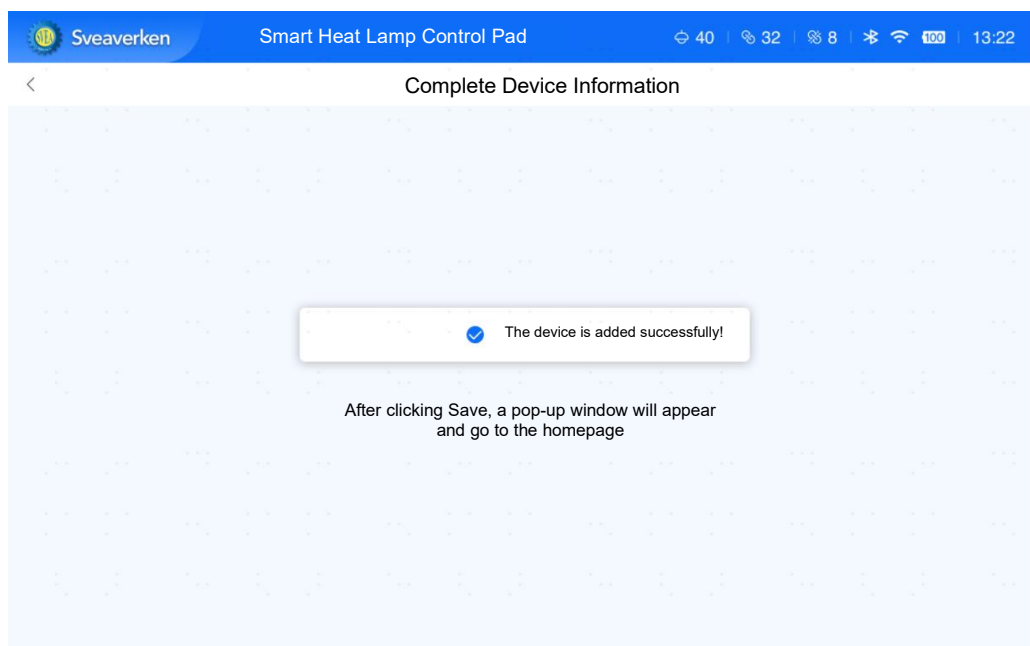 SVEA
Sveaverken
Smart Heat Lamp Control Pad
40
32
8
100
13:22
Complete Device Information
The device is added successfully!
After clicking Save, a pop-up window will appear
and go to the homepage